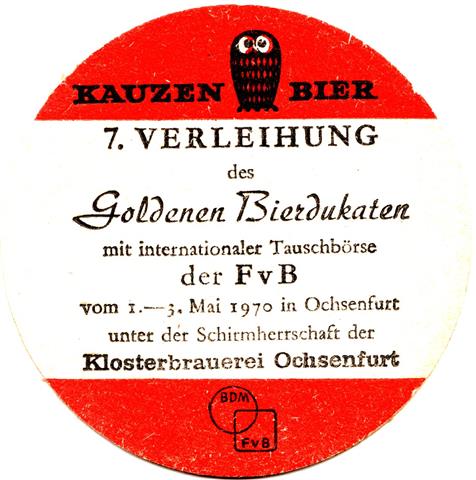 KAUZEN BIER
7. VERLEIHUNG
des
Goldenen Bierdukaten
mit internationaler Tauschbörse
der FvB
vom 1.—3. Mai 1970 in Ochsenfurt
unter der Schirmherrschaft der
Klosterbrauerei Ochsenfurt
BDM
FvB